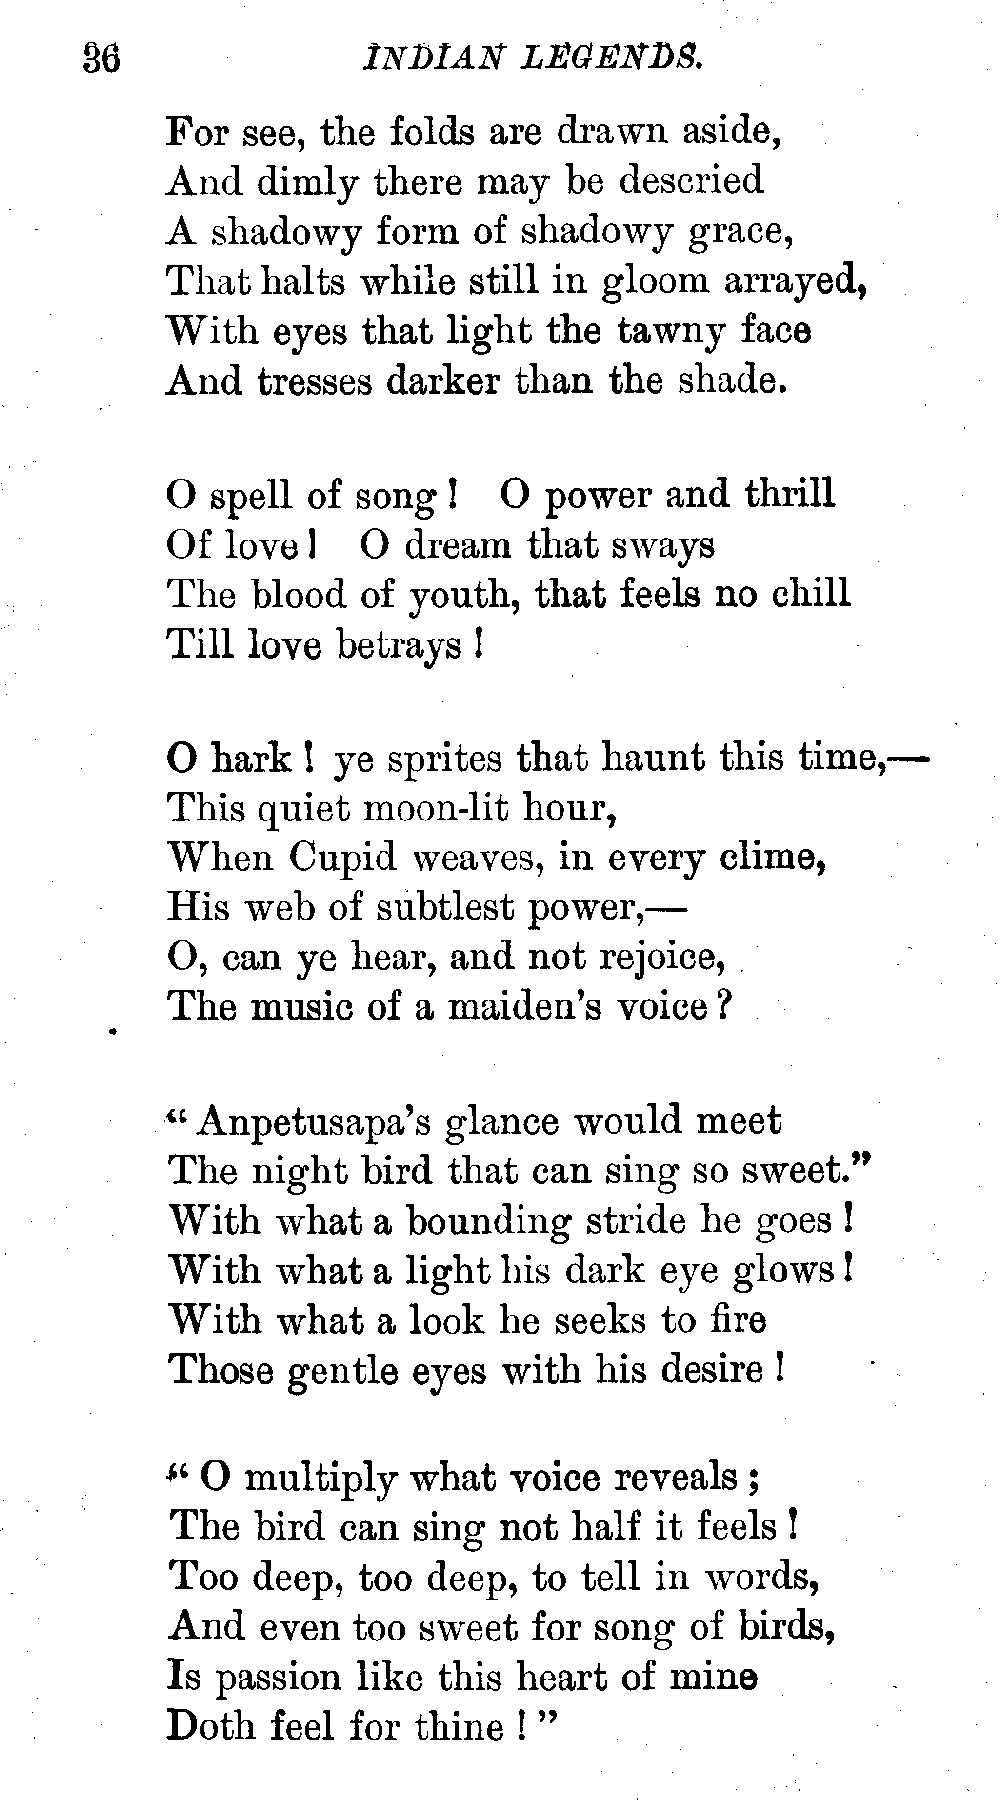 36 INDIAN LEGENDS.
For see, the folds are drawn aside,
And dimly there may be descried
A shadowy form of shadowy grace,
That halts while still in gloom arrayed,
With eyes that light the tawny face
And tresses darker than the shade.
O spell of song! O power and thrill
Of love! O dream that sways
The blood of youth, that feels no chill
Till love betrays!
O hark! ye sprites that haunt this time,—
This quiet moon-lit hour,
When Cupid weaves, in every clime,
His web of subtlest power,—
O, can ye hear, and not rejoice,
The music of a maiden's voice?
“Anpetusapa's glance would meet
The night bird that can sing so sweet.”
With what a bounding stride he goes!
With what a light his dark eye glows!
With what a look he seeks to fire
Those gentle eyes with his desire!
“O multiply what voice reveals;
The bird can sing not half it feels!
Too deep, too deep, to tell in words,
And even too sweet for song of birds,
Is passion like this heart of mine
Doth feel for thine!”